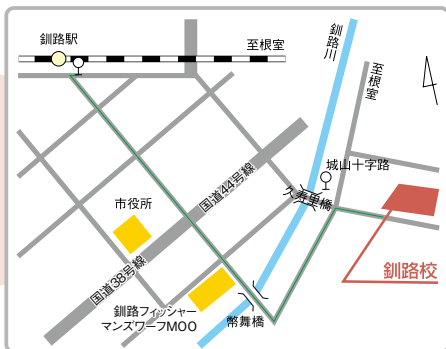 釧路駅
至根室
釧路川
至根室
城山十字路
久寿里橋
国道44号線
市役所
釧路校
国道38号線
釧路フィッシャー
マンズワーフMOO
幣舞橋